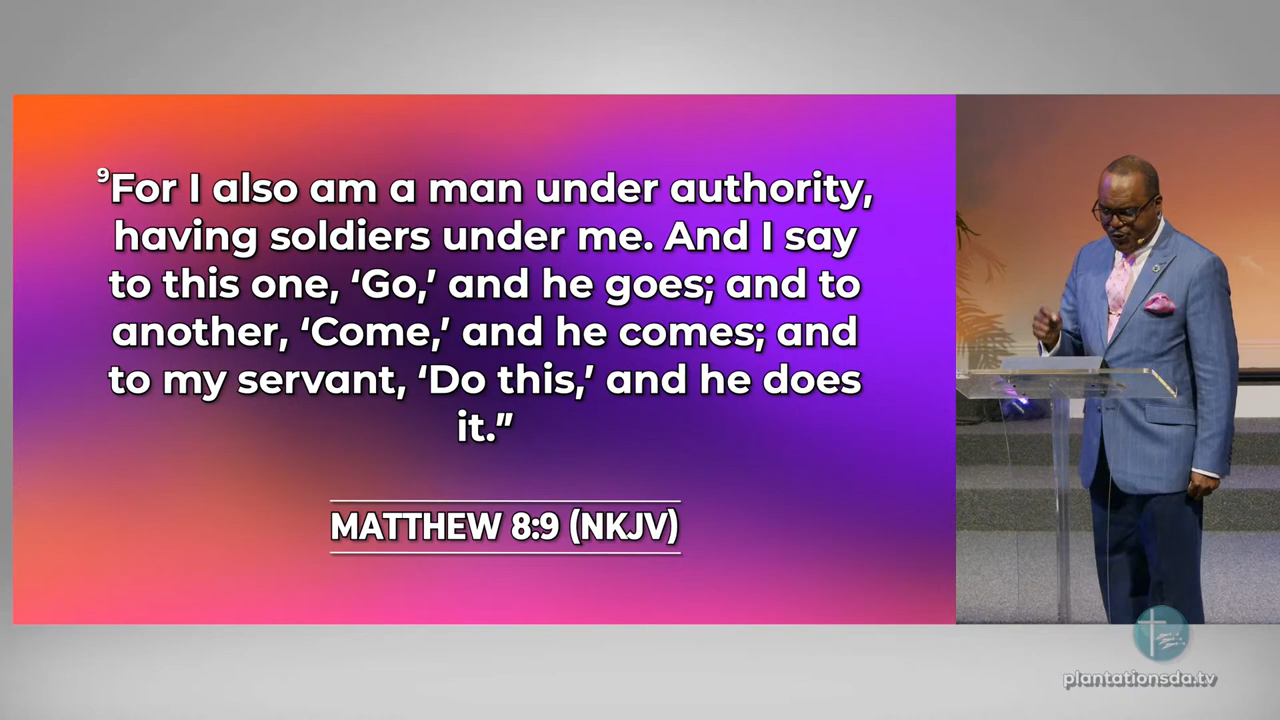 ⁹For I also am a man under authority,
having soldiers under me. And I say
to this one, ‘Go,’ and he goes; and to
another, ‘Come,’ and he comes; and
to my servant, ‘Do this,’ and he does
it.”
MATTHEW 8:9 (NKJV)
plantationsda.tv